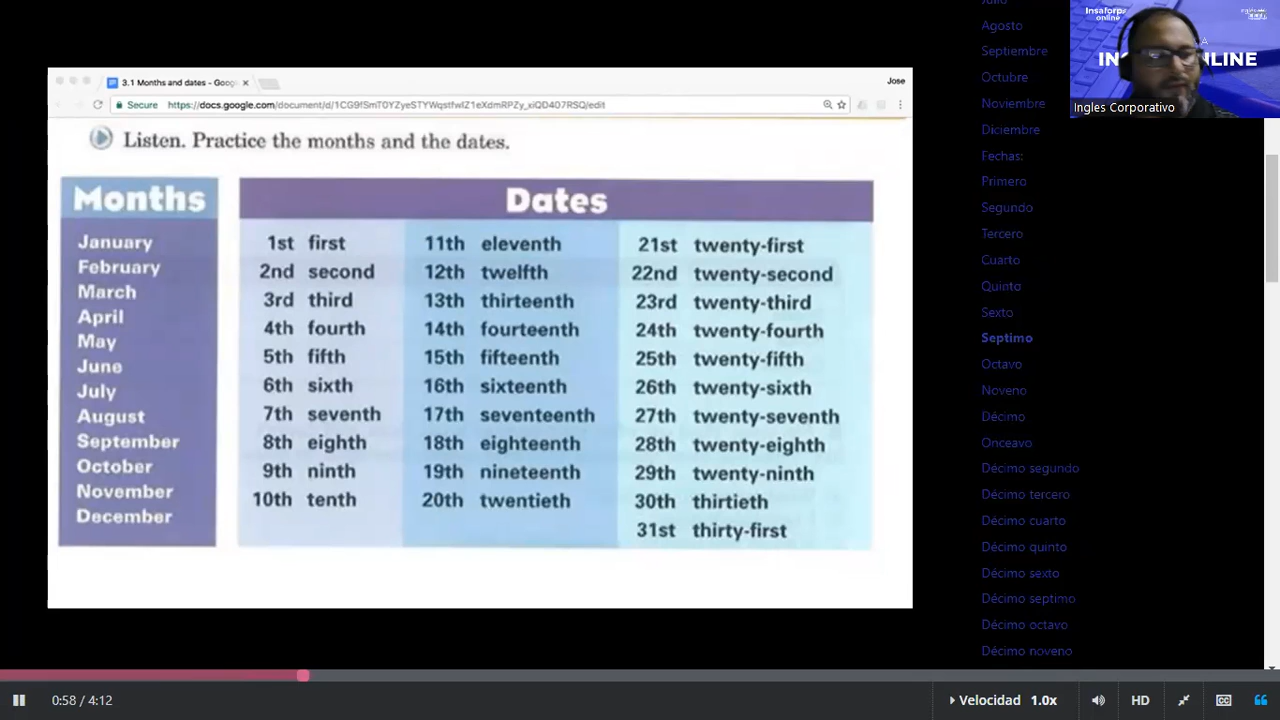 3.1 Months and dates - Goog
Jose
Secure https://docs.google.com/document/d/1CG9fSmT0YZyeSTYWqstfwIZ1eXdmRPZy_xiQD407RSQ/edit
Listen. Practice the months and the dates.
Months
January
February
March
April
May
June
July
August
September
October
November
December
Dates
1st first
2nd second
3rd third
4th fourth
5th fifth
6th sixth
7th seventh
8th eighth
9th ninth
10th tenth
11th eleventh
12th twelfth
13th thirteenth
14th fourteenth
15th fifteenth
16th sixteenth
17th seventeenth
18th eighteenth
19th nineteenth
20th twentieth
21st twenty-first
22nd twenty-second
23rd twenty-third
24th twenty-fourth
25th twenty-fifth
26th twenty-sixth
27th twenty-seventh
28th twenty-eighth
29th twenty-ninth
30th thirtieth
31st thirty-first
Julio
Agosto
Septiembre
Octubre
Noviembre
Diciembre
Fechas:
Primero
Segundo
Tercero
Cuarto
Quinto
Sexto
Septimo
Octavo
Noveno
Décimo
Onceavo
Décimo segundo
Décimo tercero
Décimo cuarto
Décimo quinto
Décimo sexto
Décimo septimo
Décimo octavo
Décimo noveno
Insaforp
online
A
IN ONLINE
Ingles Corporativo
0:58 / 4:12
Velocidad 1.0x
HD
CC